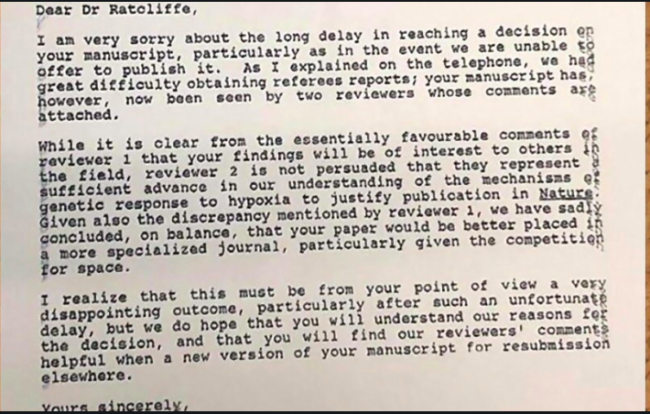 Dear Dr Ratcliffe,
I am very sorry about the long delay in reaching a decision on
your manuscript, particularly as in the event we are unable to
offer to publish it. As I explained on the telephone, we had
great difficulty obtaining referees reports; your manuscript has,
however, now been seen by two reviewers whose comments are
attached.
While it is clear from the essentially favourable comments of
reviewer 1 that your findings will be of interest to others in
the field, reviewer 2 is not persuaded that they represent a
sufficient advance in our understanding of the mechanisms of
genetic response to hypoxia to justify publication in Nature.
Given also the discrepancy mentioned by reviewer 1, we have sadly
concluded, on balance, that your paper would be better placed in
a more specialized journal, particularly given the competition
for space.
I realize that this must be from your point of view a very
disappointing outcome, particularly after such an unfortunate
delay, but we do hope that you will understand our reasons for
the decision, and that you will find our reviewers' comments
helpful when a new version of your manuscript for resubmission
elsewhere.
Yours sincerely,